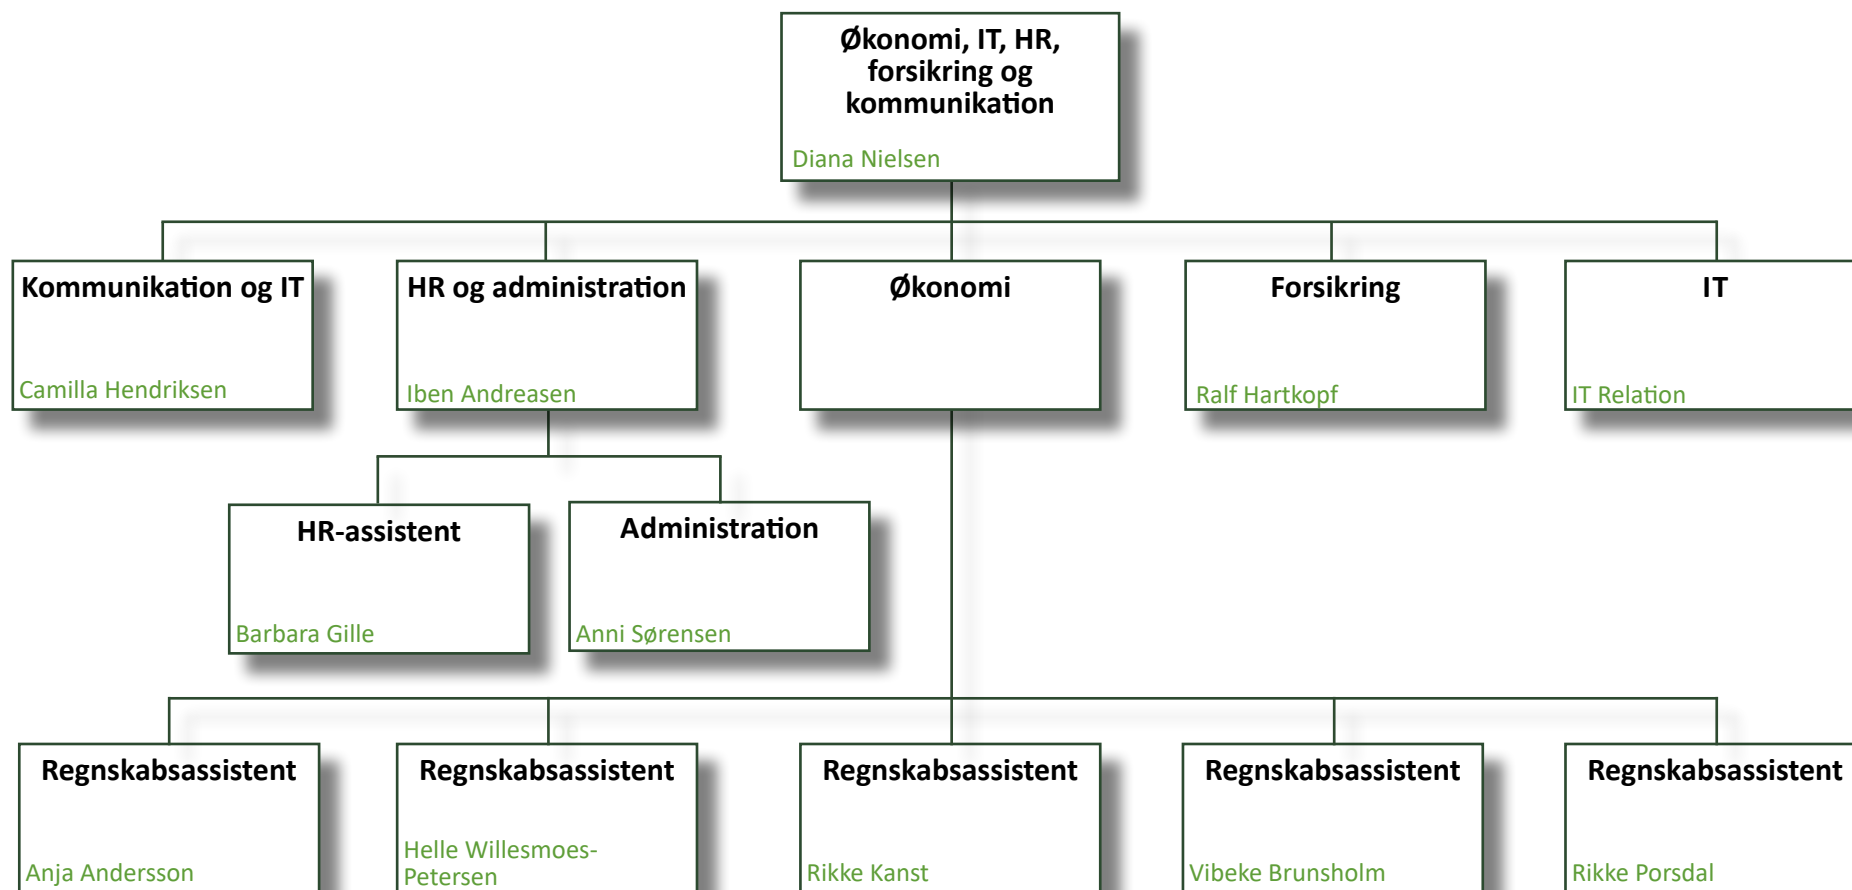 Økonomi, IT, HR,
forsikring og
kommunikation
Diana Nielsen
Kommunikation og IT
Camilla Hendriksen
HR og administration
Iben Andreasen
Økonomi
Forsikring
Ralf Hartkopf
IT
IT Relation
HR-assistent
Barbara Gille
Administration
Anni Sørensen
Regnskabsassistent
Anja Andersson
Regnskabsassistent
Helle Willesmoes-
Petersen
Regnskabsassistent
Rikke Kanst
Regnskabsassistent
Vibeke Brunsholm
Regnskabsassistent
Rikke Porsdal